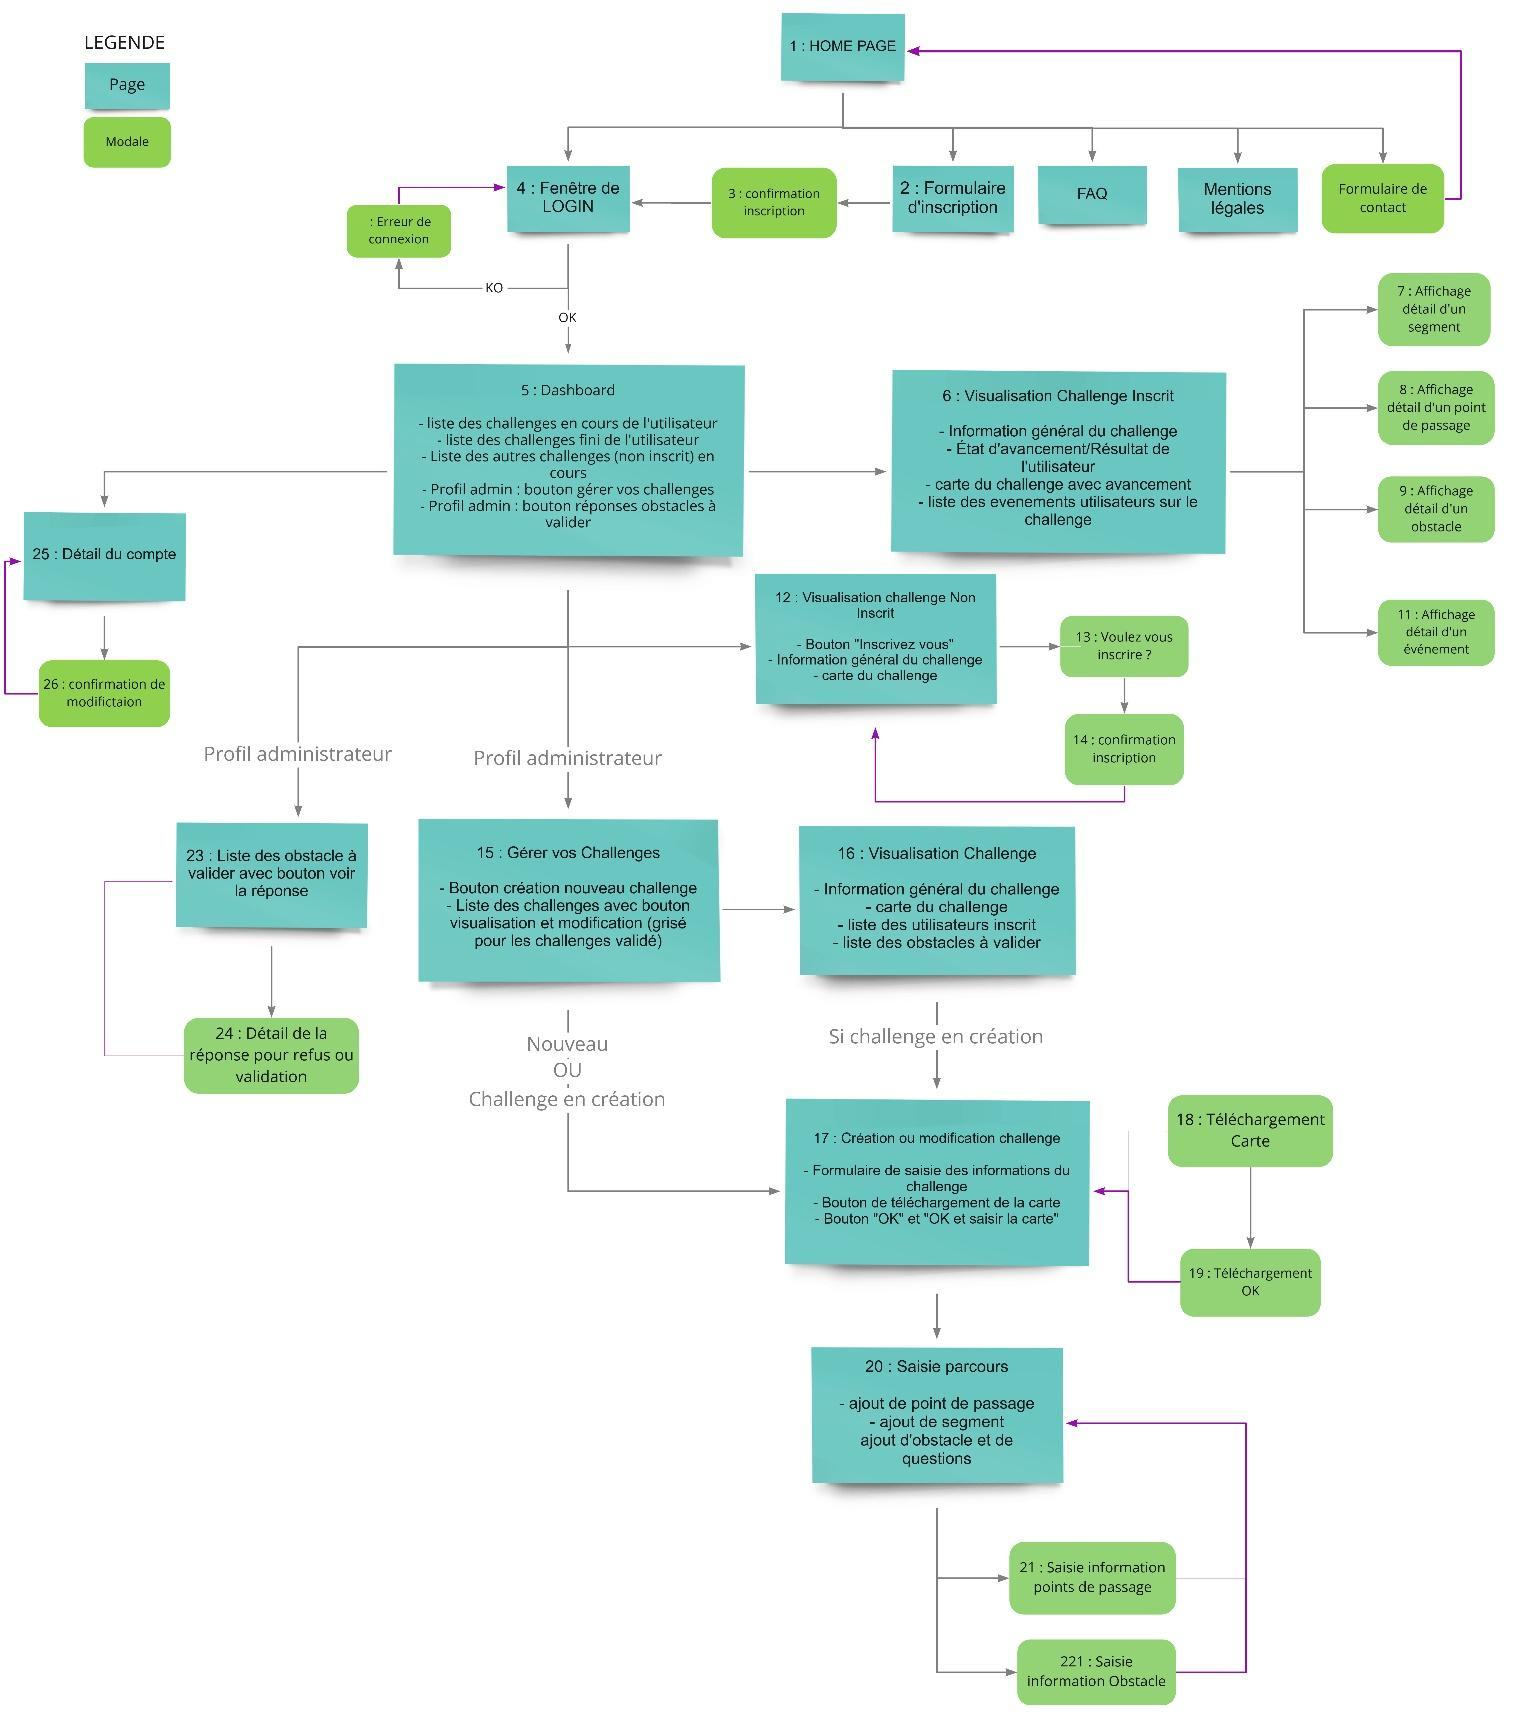 LEGENDE
Page
Modale
1 : HOME PAGE
4 : Fenêtre de
LOGIN
3 : confirmation
inscription
2 : Formulaire
d'inscription
FAQ
Mentions
légales
Formulaire de
contact
: Erreur de
connexion
KO
OK
5 : Dashboard
- liste des challenges en cours de l'utilisateur
- liste des challenges fini de l'utilisateur
- Liste des autres challenges (non inscrit) en
cours
- Profil admin : bouton gérer vos challenges
- Profil admin : bouton réponses obstacles à
valider
6 : Visualisation Challenge Inscrit
- Information général du challenge
- État d'avancement/Résultat de
l'utilisateur
- carte du challenge avec avancement
- liste des evenements utilisateurs sur le
challenge
7 : Affichage
détail d'un
segment
8 : Affichage
détail d'un point
de passage
9 : Affichage
détail d'un
obstacle
11 : Affichage
détail d'un
événement
25 : Détail du compte
26 : confirmation de
modifictaion
12 : Visualisation challenge Non
Inscrit
- Bouton "Inscrivez vous"
- Information général du challenge
- carte du challenge
13 : Voulez vous
inscrire ?
14 : confirmation
inscription
Profil administrateur
Profil administrateur
23 : Liste des obstacle à
valider avec bouton voir
la réponse
24 : Détail de la
réponse pour refus ou
validation
15 : Gérer vos Challenges
- Bouton création nouveau challenge
- Liste des challenges avec bouton
visualisation et modification (grisé
pour les challenges validé)
16 : Visualisation Challenge
- Information général du challenge
- carte du challenge
- liste des utilisateurs inscrit
- liste des obstacles à valider
Nouveau
OU
Challenge en création
Si challenge en création
17 : Création ou modification challenge
- Formulaire de saisie des informations du
challenge
- Bouton de téléchargement de la carte
- Bouton "OK" et "OK et saisir la carte"
18 : Téléchargement
Carte
19 : Téléchargement
OK
20 : Saisie parcours
- ajout de point de passage
- ajout de segment
ajout d'obstacle et de
questions
21 : Saisie information
points de passage
221 : Saisie
information Obstacle